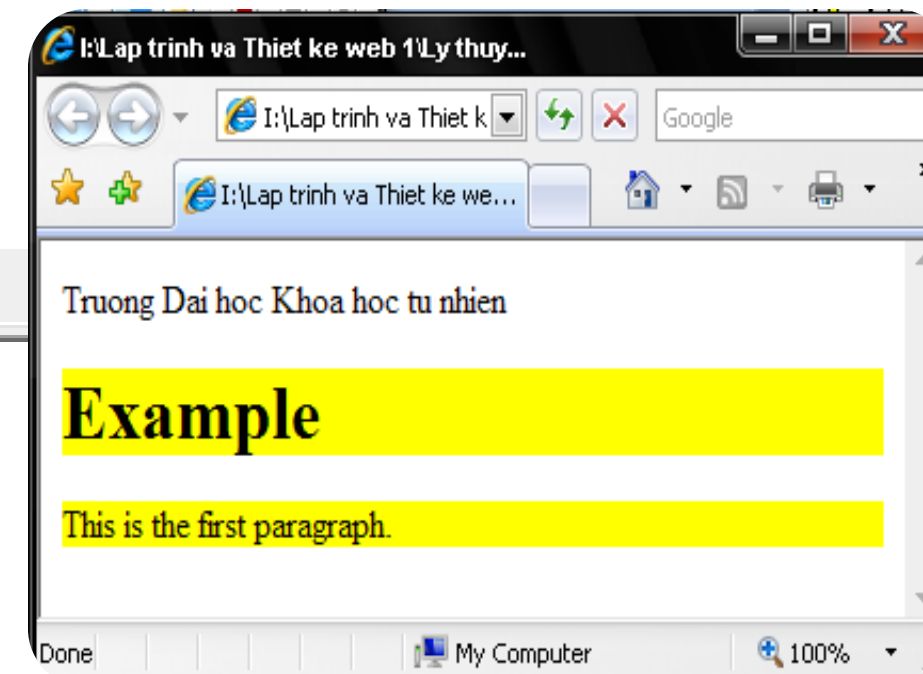 I:\Lap trinh va Thiet ke web 1\Ly thuy...
I:\Lap trinh va Thiet k
Google
I:\Lap trinh va Thiet ke we...
Truong Dai hoc Khoa hoc tu nhien
Example
This is the first paragraph.
Done
My Computer
100%